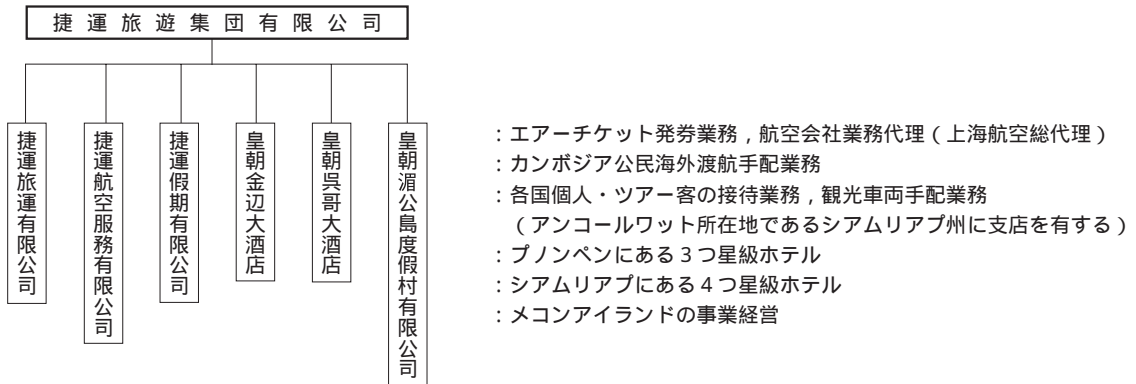 捷運旅遊集団有限公司
捷運旅運有限公司
捷運航空服務有限公司
捷運假期有限公司
皇朝金辺大酒店
皇朝呉哥大酒店
皇朝湄公島度假村有限公司
：エアーチケット発券業務，航空会社業務代理（上海航空総代理）
：カンボジア公民海外渡航手配業務
：各国個人・ツアー客の接待業務，観光車両手配業務
（アンコールワット所在地であるシアムリアプ州に支店を有する）
：プノンペンにある３つ星級ホテル
：シアムリアプにある４つ星級ホテル
：メコンアイランドの事業経営